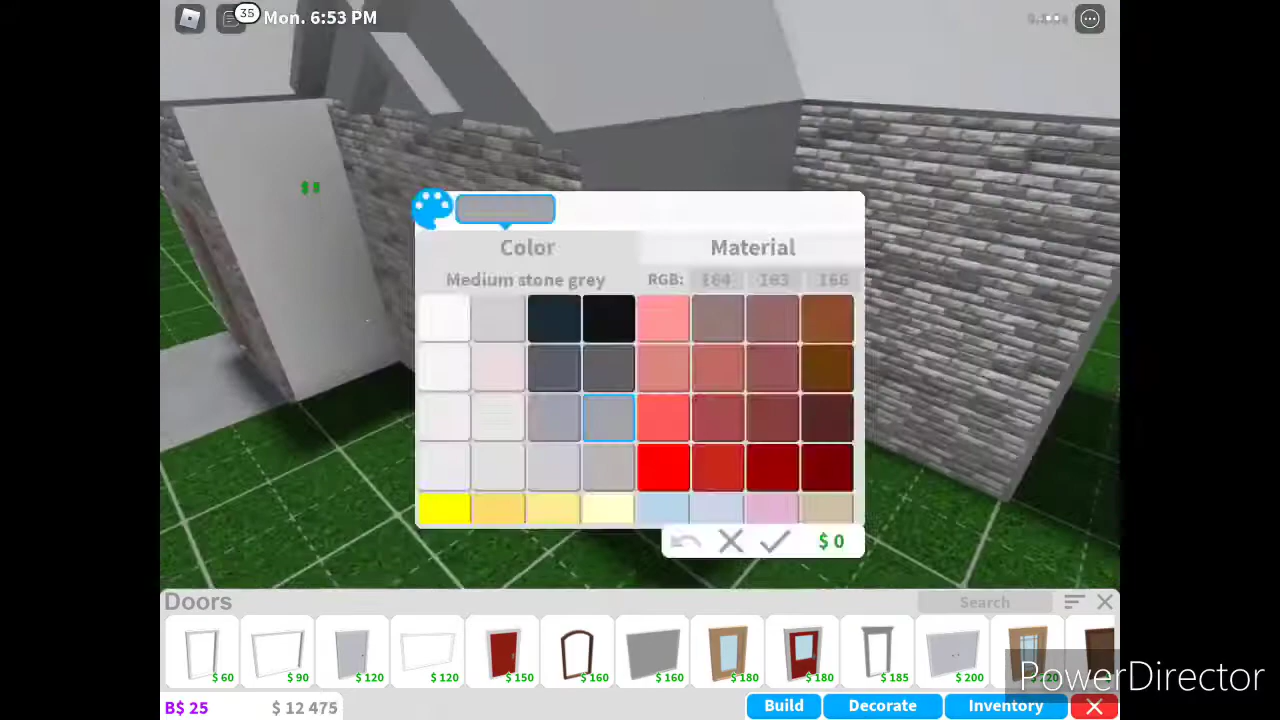 35
Mon. 6:53 PM
$ 0
Color
Material
Medium stone grey
RGB:
Doors
Search
$ 60
$ 90
$ 120
$ 120
$ 150
$ 160
$ 160
$ 180
$ 180
$ 185
$ 200
PowerDirector
B$ 25
$ 12 475
Build
Decorate
Inventory